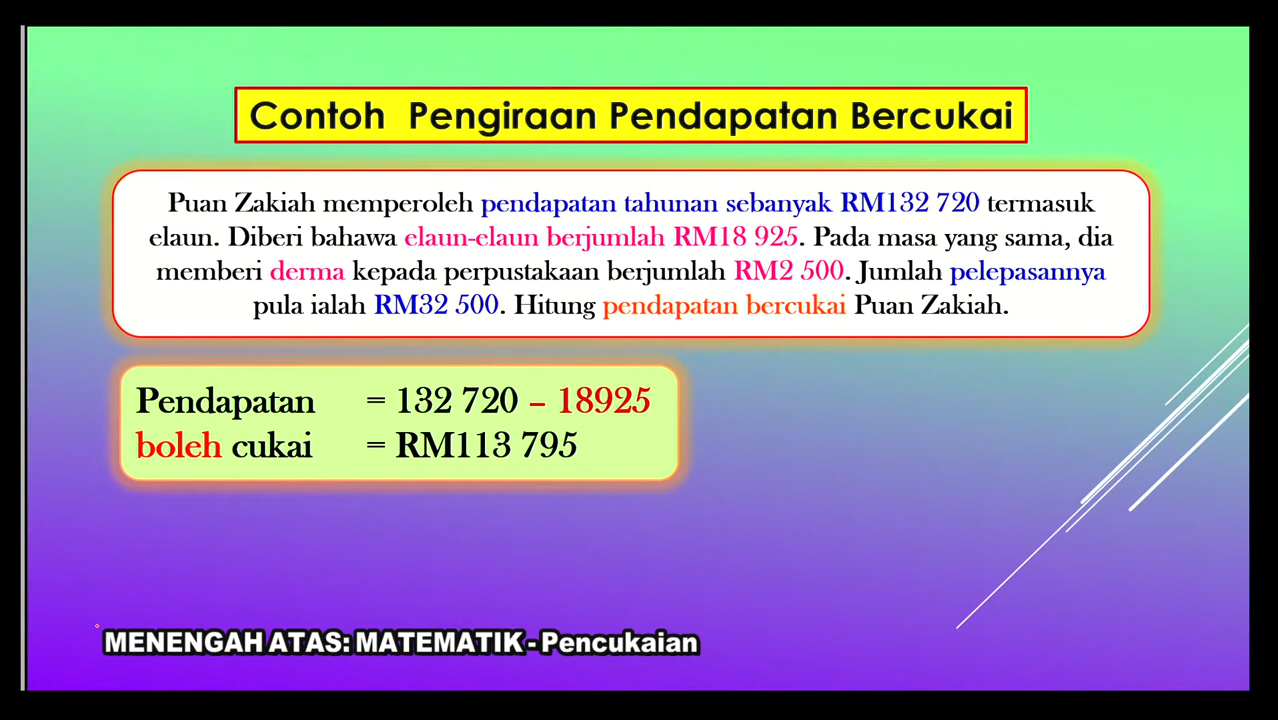 Contoh Pengiraan Pendapatan Bercukai
Puan Zakiah memperoleh pendapatan tahunan sebanyak RM132 720 termasuk
elaun. Diberi bahawa elaun-elaun berjumlah RM18 925. Pada masa yang sama, dia
memberi derma kepada perpustakaan berjumlah RM2 500. Jumlah pelepasannya
pula ialah RM32 500. Hitung pendapatan bercukai Puan Zakiah.
Pendapatan = 132 720 – 18925
boleh cukai = RM113 795
MENENGAH ATAS: MATEMATIK - Pencukaian